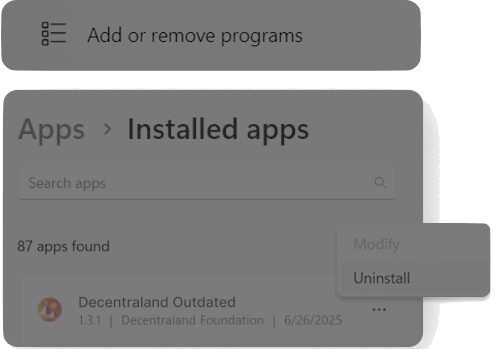 Add or remove programs
Apps > Installed apps
Search apps
87 apps found
Modify
Uninstall
Decentraland Outdated
1.3.1 | Decentraland Foundation | 6/26/2025